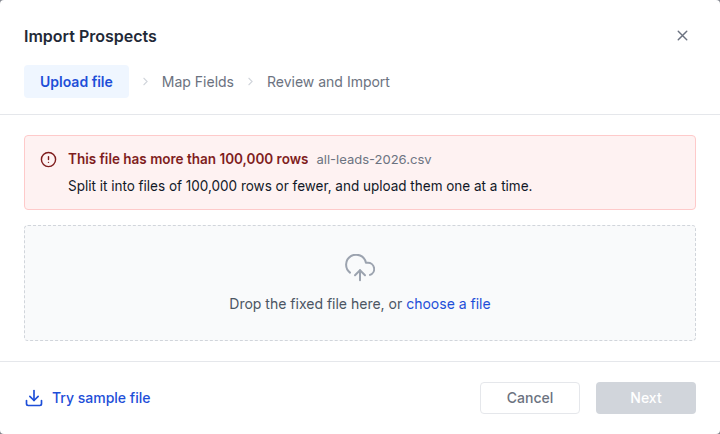 Import Prospects
Upload file
Map Fields
Review and Import
This file has more than 100,000 rows all-leads-2026.csv
Split it into files of 100,000 rows or fewer, and upload them one at a time.
Drop the fixed file here, or choose a file
Try sample file
Cancel
Next